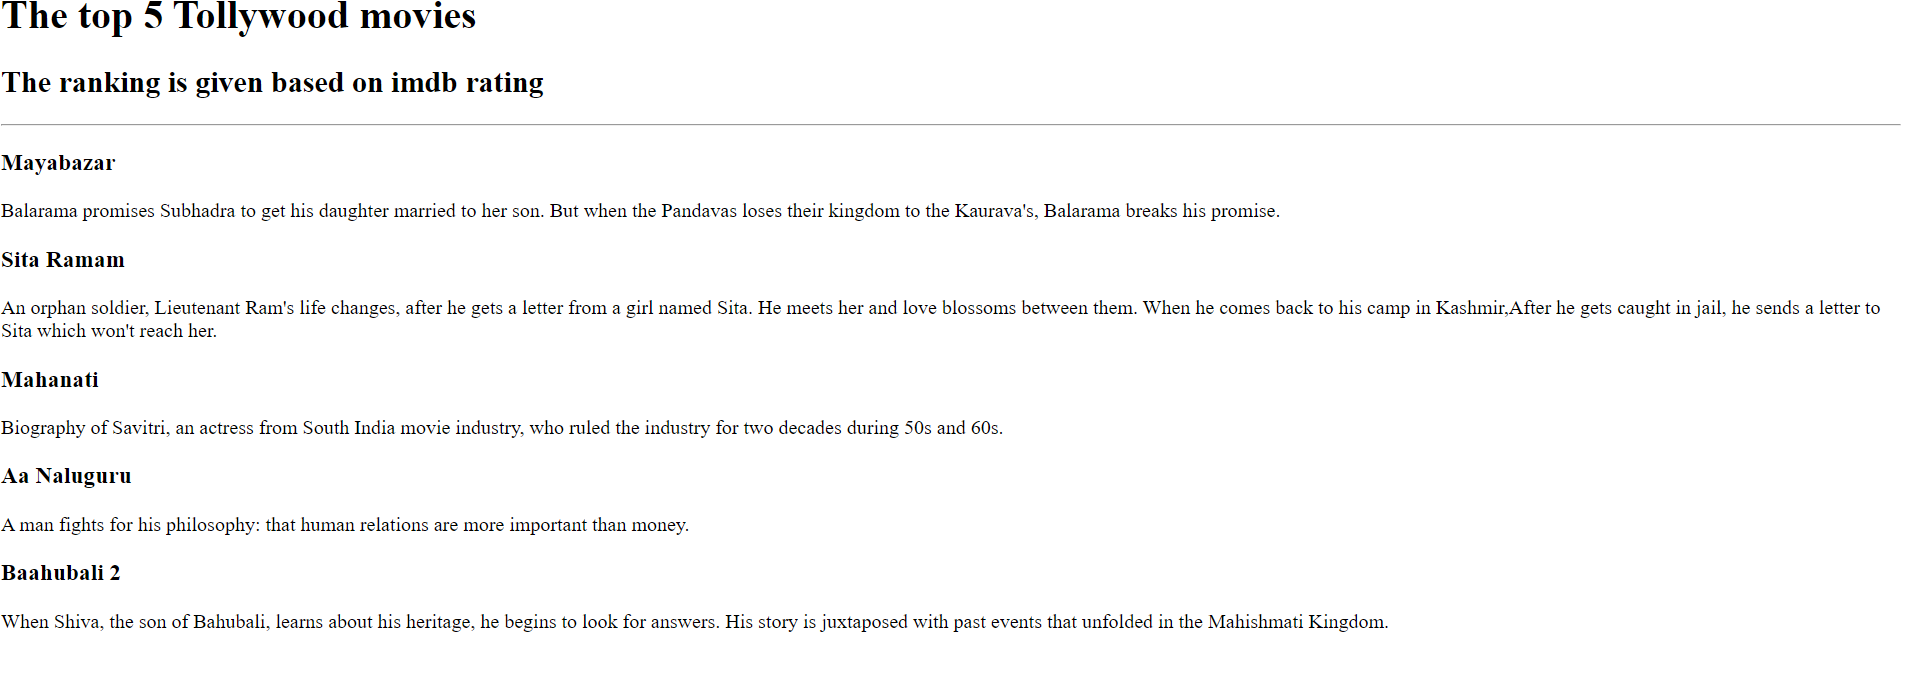 The top 5 Tollywood movies
The ranking is given based on imdb rating
Mayabazar
Balarama promises Subhadra to get his daughter married to her son. But when the Pandavas loses their kingdom to the Kaurava's, Balarama breaks his promise.
Sita Ramam
An orphan soldier, Lieutenant Ram's life changes, after he gets a letter from a girl named Sita. He meets her and love blossoms between them. When he comes back to his camp in Kashmir,After he gets caught in jail, he sends a letter to
Sita which won't reach her.
Mahanati
Biography of Savitri, an actress from South India movie industry, who ruled the industry for two decades during 50s and 60s.
Aa Naluguru
A man fights for his philosophy: that human relations are more important than money.
Baahubali 2
When Shiva, the son of Bahubali, learns about his heritage, he begins to look for answers. His story is juxtaposed with past events that unfolded in the Mahishmati Kingdom.